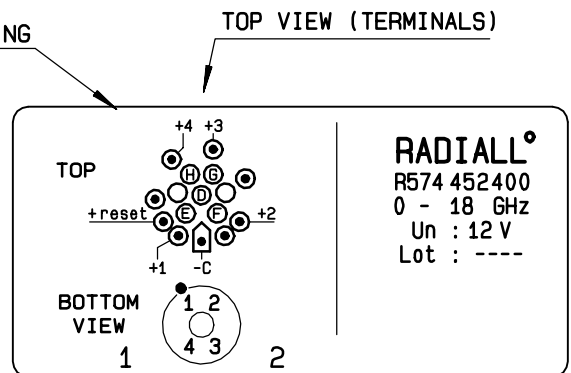 TOP VIEW (TERMINALS)
NG
+4 +3
TOP
H G
D
E F
+reset
+2
+1 -C
BOTTOM
VIEW
1 2
4 3
1 2
RADIALL°
R574 452400
0 - 18 GHz
Un : 12 V
Lot : ----